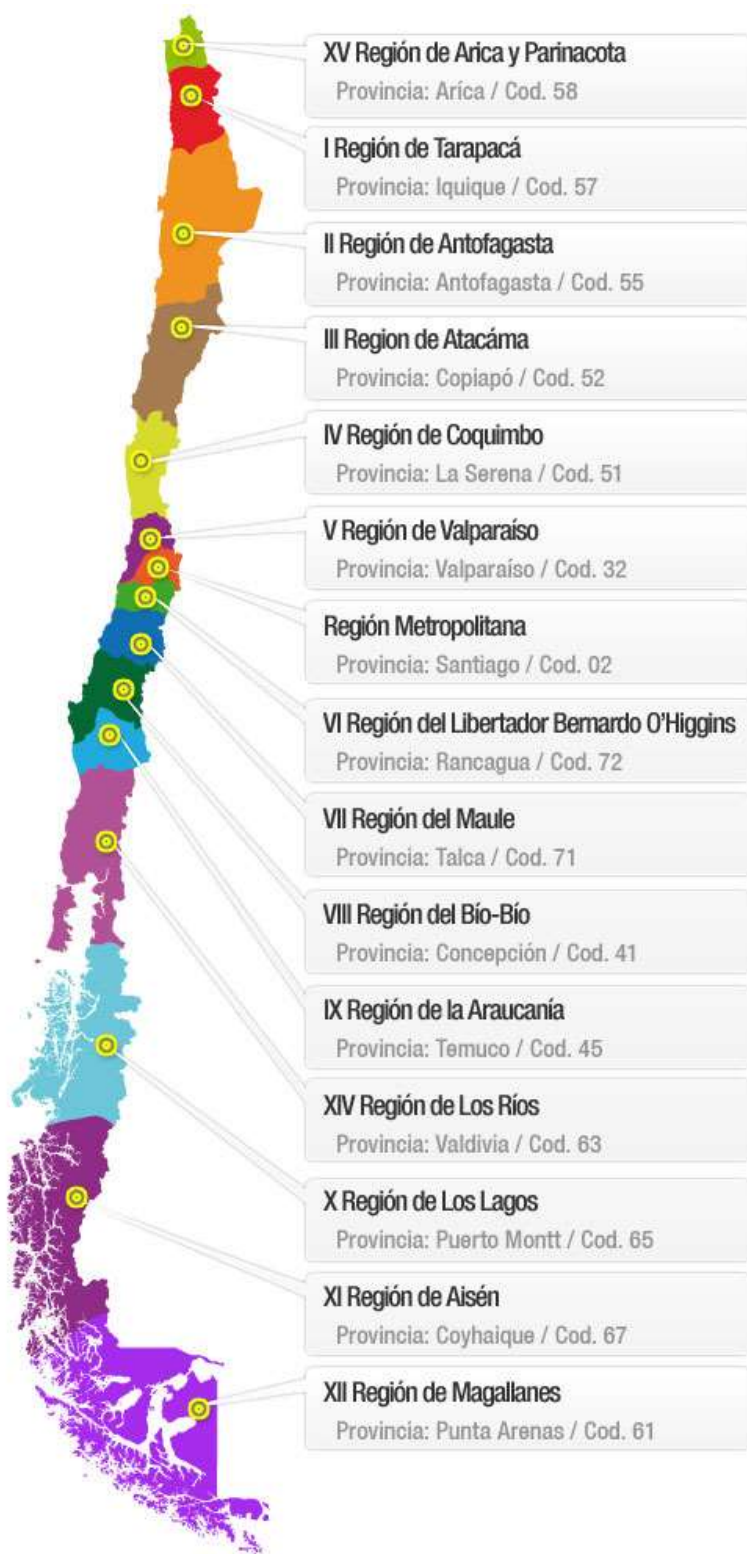 XV Región de Arica y Parinacota
Provincia: Arica / Cod. 58
I Región de Tarapacá
Provincia: Iquique / Cod. 57
II Región de Antofagasta
Provincia: Antofagasta / Cod. 55
III Region de Atacáma
Provincia: Copiapó / Cod. 52
IV Región de Coquimbo
Provincia: La Serena / Cod. 51
V Región de Valparaíso
Provincia: Valparaíso / Cod. 32
Región Metropolitana
Provincia: Santiago / Cod. 02
VI Región del Libertador Bernardo O’Higgins
Provincia: Rancagua / Cod. 72
VII Región del Maule
Provincia: Talca / Cod. 71
VIII Región del Bío-Bío
Provincia: Concepción / Cod. 41
IX Región de la Araucanía
Provincia: Temuco / Cod. 45
XIV Región de Los Ríos
Provincia: Valdivia / Cod. 63
X Región de Los Lagos
Provincia: Puerto Montt / Cod. 65
XI Región de Aisén
Provincia: Coyhaique / Cod. 67
XII Región de Magallanes
Provincia: Punta Arenas / Cod. 61